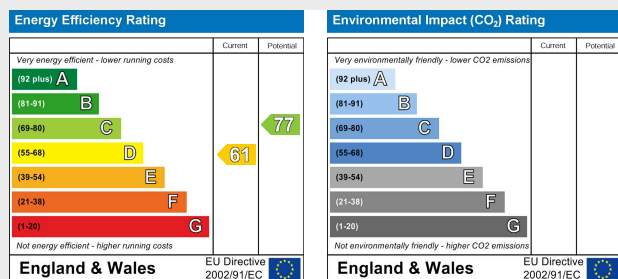 Energy Efficiency Rating
Current Potential
Very energy efficient - lower running costs
(92 plus) A
(81-91) B
(69-80) C
77
(55-68) D
61
(39-54) E
(21-38) F
(1-20) G
Not energy efficient - higher running costs
England & Wales
EU Directive
2002/91/EC
Environmental Impact (CO₂) Rating
Current Potential
Very environmentally friendly - lower CO2 emissions
(92 plus) A
(81-91) B
(69-80) C
(55-68) D
(39-54) E
(21-38) F
(1-20) G
Not environmentally friendly - higher CO2 emissions
England & Wales
EU Directive
2002/91/EC